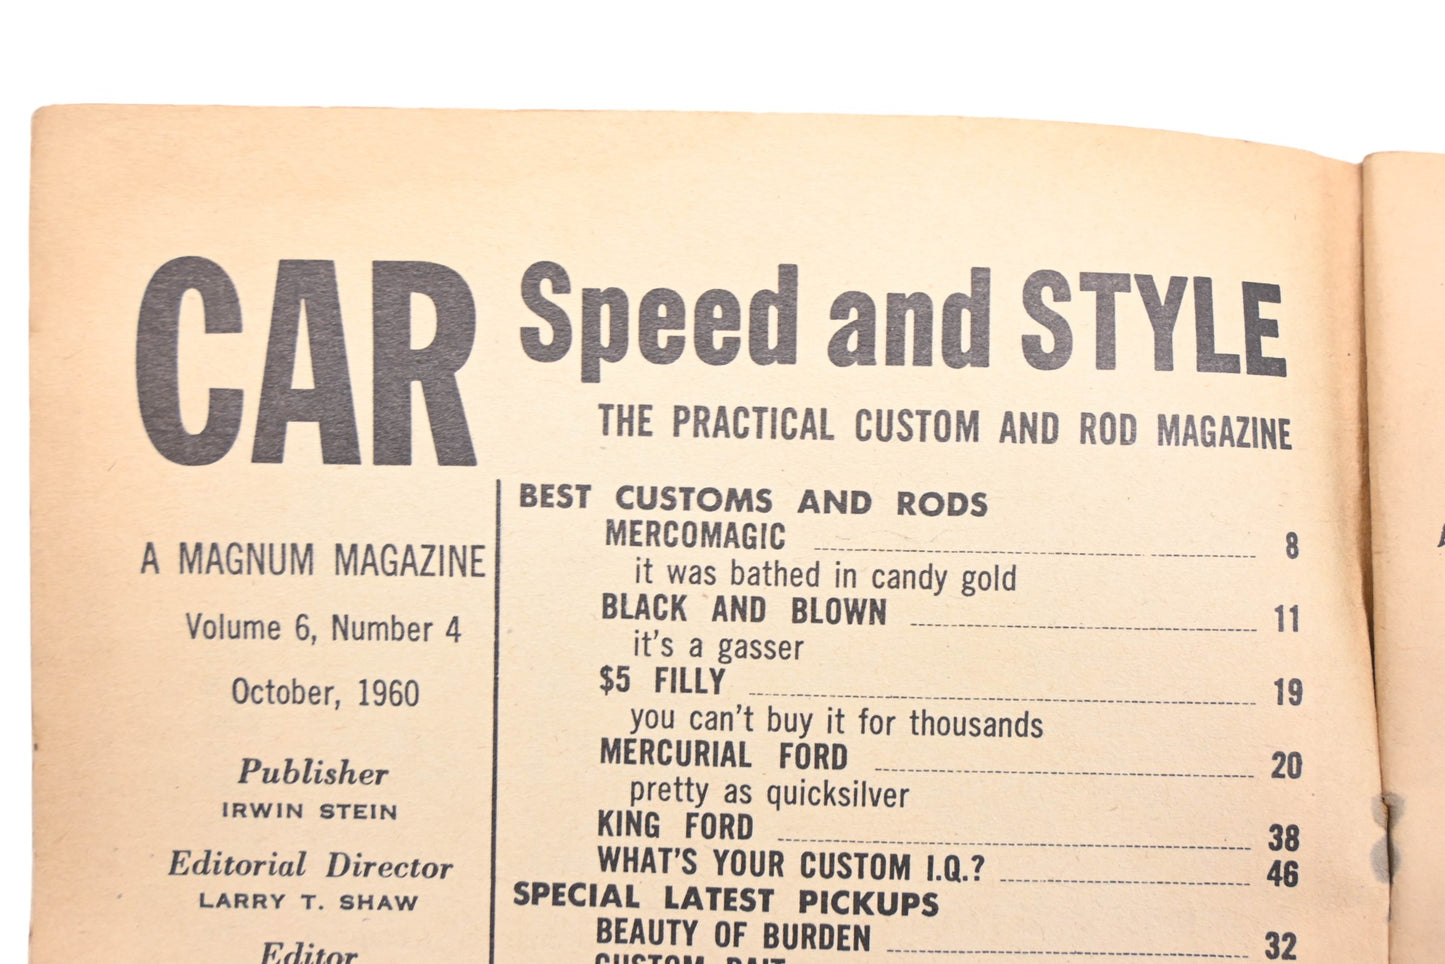 CAR Speed and STYLE
THE PRACTICAL CUSTOM AND ROD MAGAZINE
A MAGNUM MAGAZINE
Volume 6, Number 4
October, 1960
Publisher
IRWIN STEIN
Editorial Director
LARRY T. SHAW
Editor
BEST CUSTOMS AND RODS
MERCOMAGIC 8
it was bathed in candy gold
BLACK AND BLOWN 11
it's a gasser
$5 FILLY 19
you can't buy it for thousands
MERCURIAL FORD 20
pretty as quicksilver
KING FORD 38
WHAT'S YOUR CUSTOM I.Q.? 46
SPECIAL LATEST PICKUPS
BEAUTY OF BURDEN 32
CUSTOM